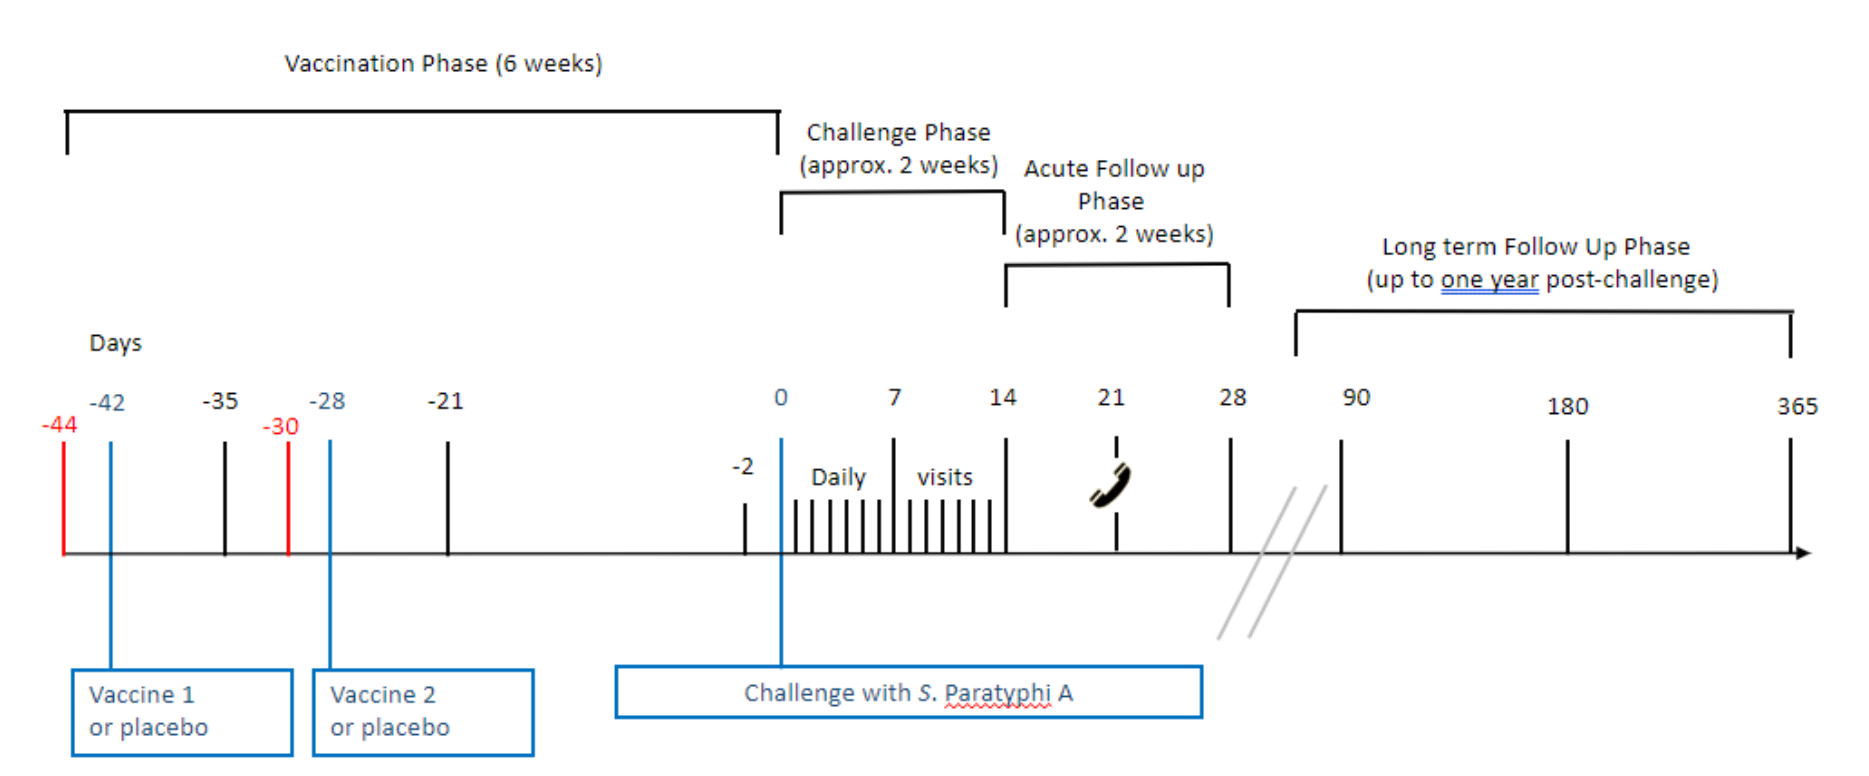 Vaccination Phase (6 weeks)
Challenge Phase
(approx. 2 weeks)
Acute Follow up
Phase
(approx. 2 weeks)
Long term Follow Up Phase
(up to one year post-challenge)
Days
-44
-42
-35
-30
-28
-21
-2
0
7
14
21
28
90
180
365
Daily visits
Vaccine 1
or placebo
Vaccine 2
or placebo
Challenge with S. Paratyphi A